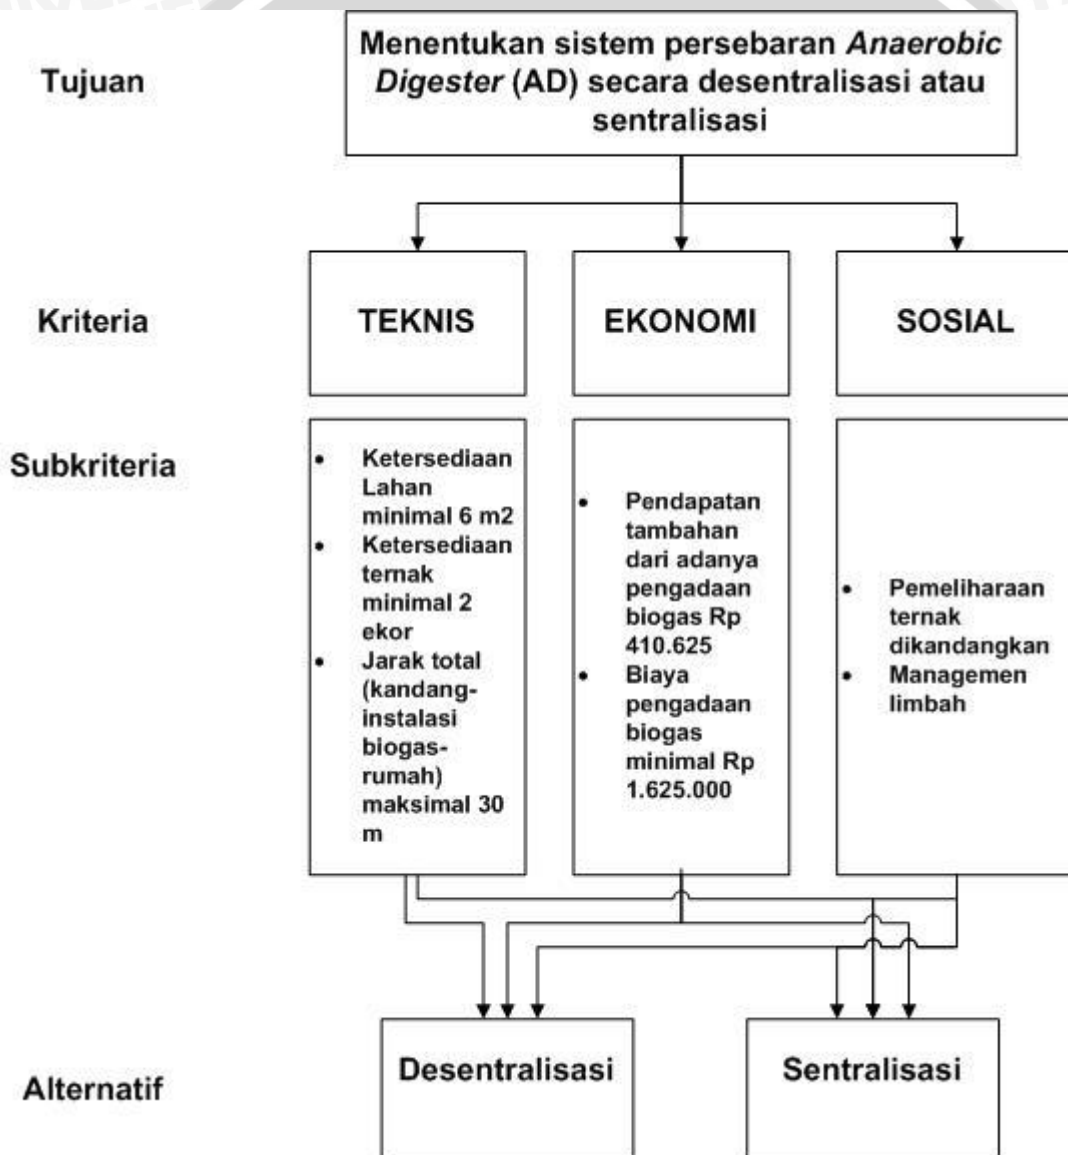 Tujuan
Menentukan sistem persebaran Anaerobic
Digester (AD) secara desentralisasi atau
sentralisasi
Kriteria
TEKNIS
EKONOMI
SOSIAL
Subkriteria
• Ketersediaan
Lahan
minimal 6 m2
• Ketersediaan
ternak
minimal 2
ekor
• Jarak total
(kandang-
instalasi
biogas-
rumah)
maksimal 30
m
• Pendapatan
tambahan
dari adanya
pengadaan
biogas Rp
410.625
• Biaya
pengadaan
biogas
minimal Rp
1.625.000
• Pemeliharaan
ternak
dikandangkan
• Managemen
limbah
Alternatif
Desentralisasi
Sentralisasi